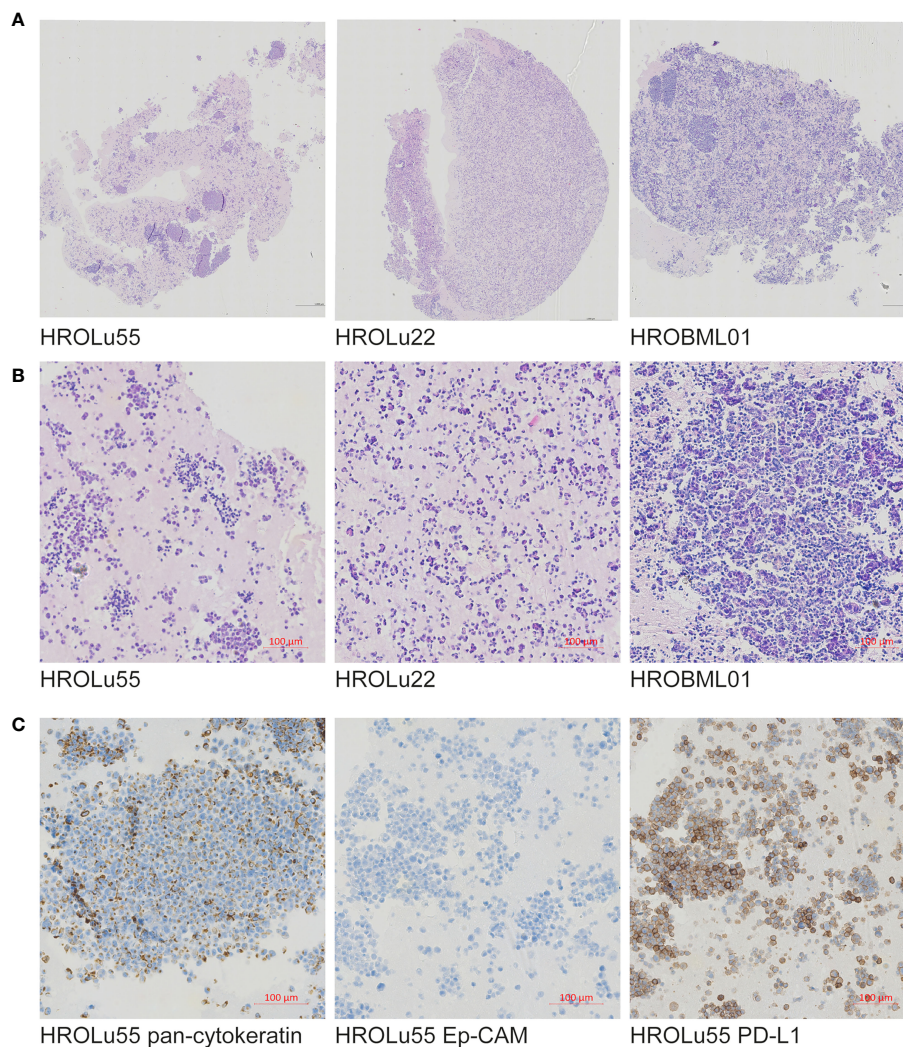 A
HROLu55 HROLu22 HROBML01
B
100 µm 100 µm 100 µm
HROLu55 HROLu22 HROBML01
C
100 µm 100 µm 100 µm
HROLu55 pan-cytokeratin HROLu55 Ep-CAM HROLu55 PD-L1